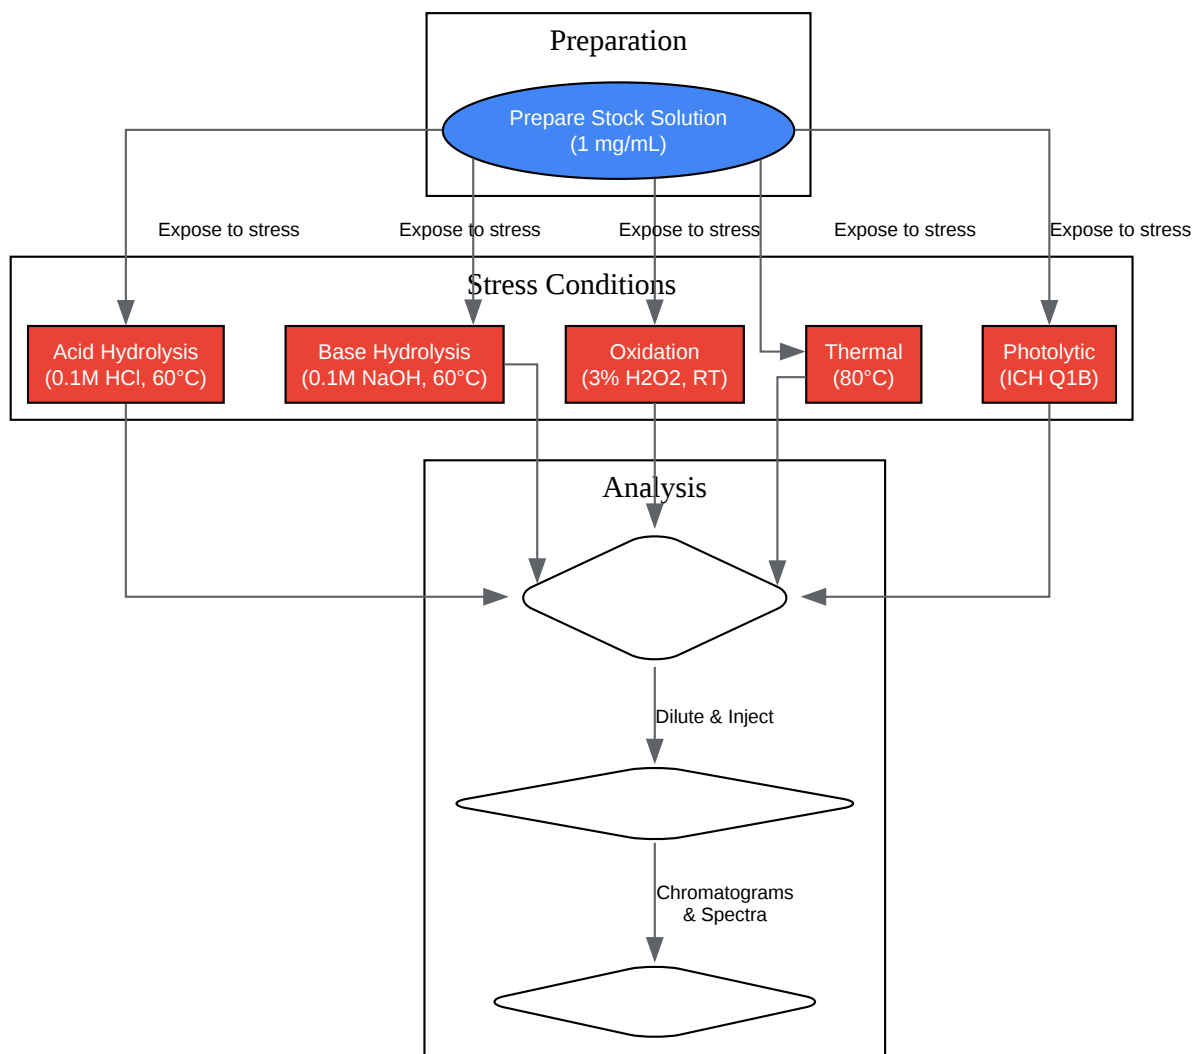 Preparation
Prepare Stock Solution
(1 mg/mL)
Expose to stress
Expose to stress
Expose to stress
Expose to stress
Expose to stress
Stress Conditions
Acid Hydrolysis
(0.1M HCl, 60°C)
Base Hydrolysis
(0.1M NaOH, 60°C)
Oxidation
(3% H2O2, RT)
Thermal
(80°C)
Photolytic
(ICH Q1B)
Analysis
Dilute & Inject
Chromatograms
& Spectra